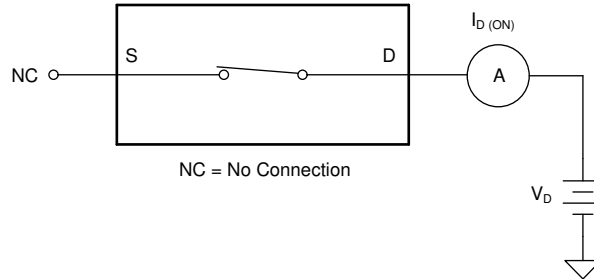 I_D (ON)
S
D
NC
A
NC = No Connection
V_D